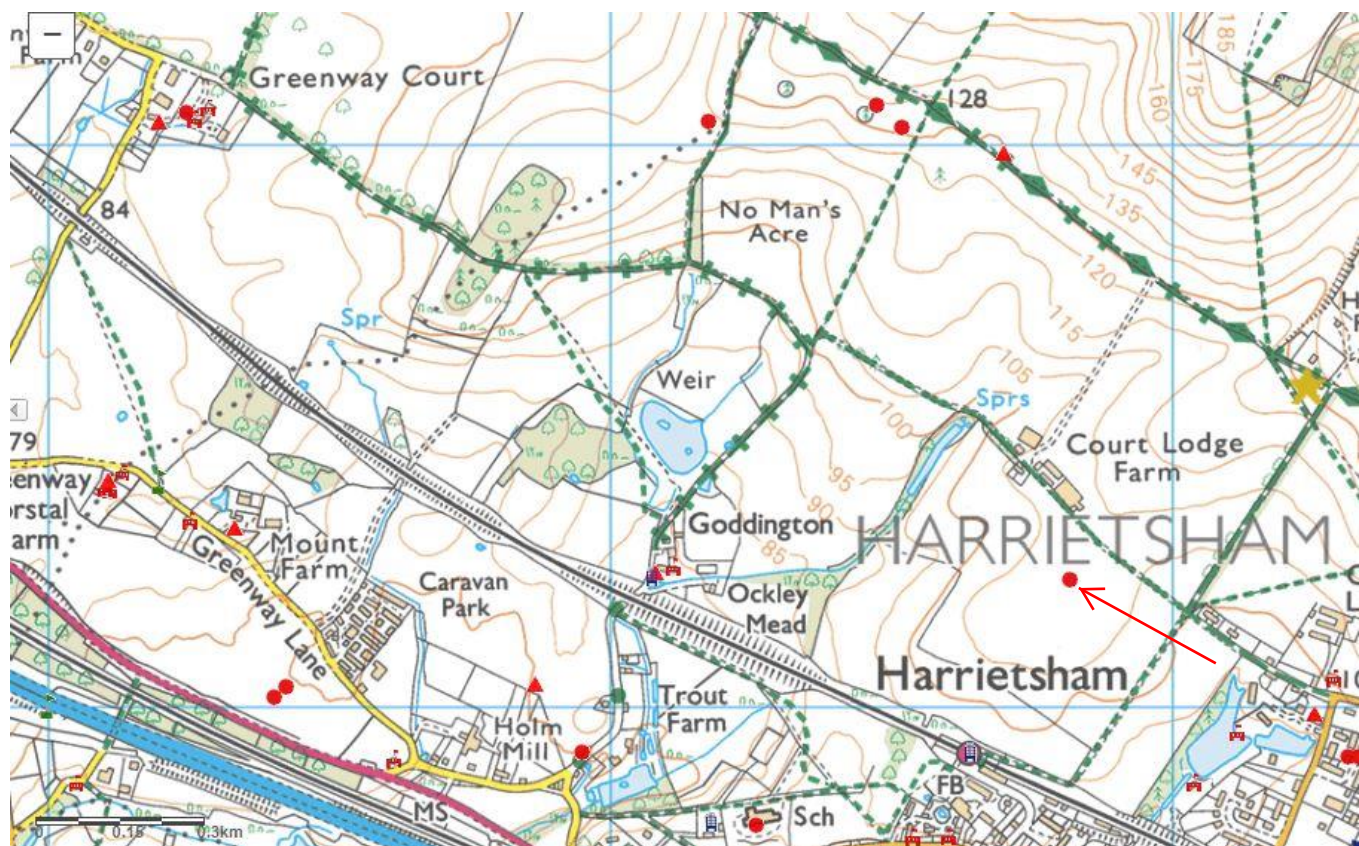 −
Farm
Greenway Court
128
185
175
160
145
135
120
115
105
100
95
90
85
84
No Man's
Acre
Spr
Weir
Sprs
Court Lodge
Farm
79
Goddington
HARRIETSHAM
Mount
Farm
Greenway Lane
Caravan
Park
Ockley
Mead
Harrietsham
Trout
Farm
Holm
Mill
MS
Sch
FB
0
0.15
0.3km